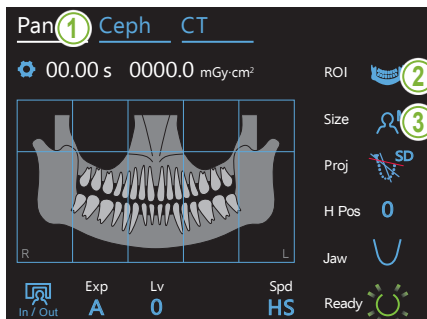 Pan 1 Ceph CT
00.00 s 0000.0 mGy·cm²
ROI 2
Size 3
Proj SD
H Pos 0
R L
Jaw
Exp Lv Spd
In / Out A 0 HS
Ready